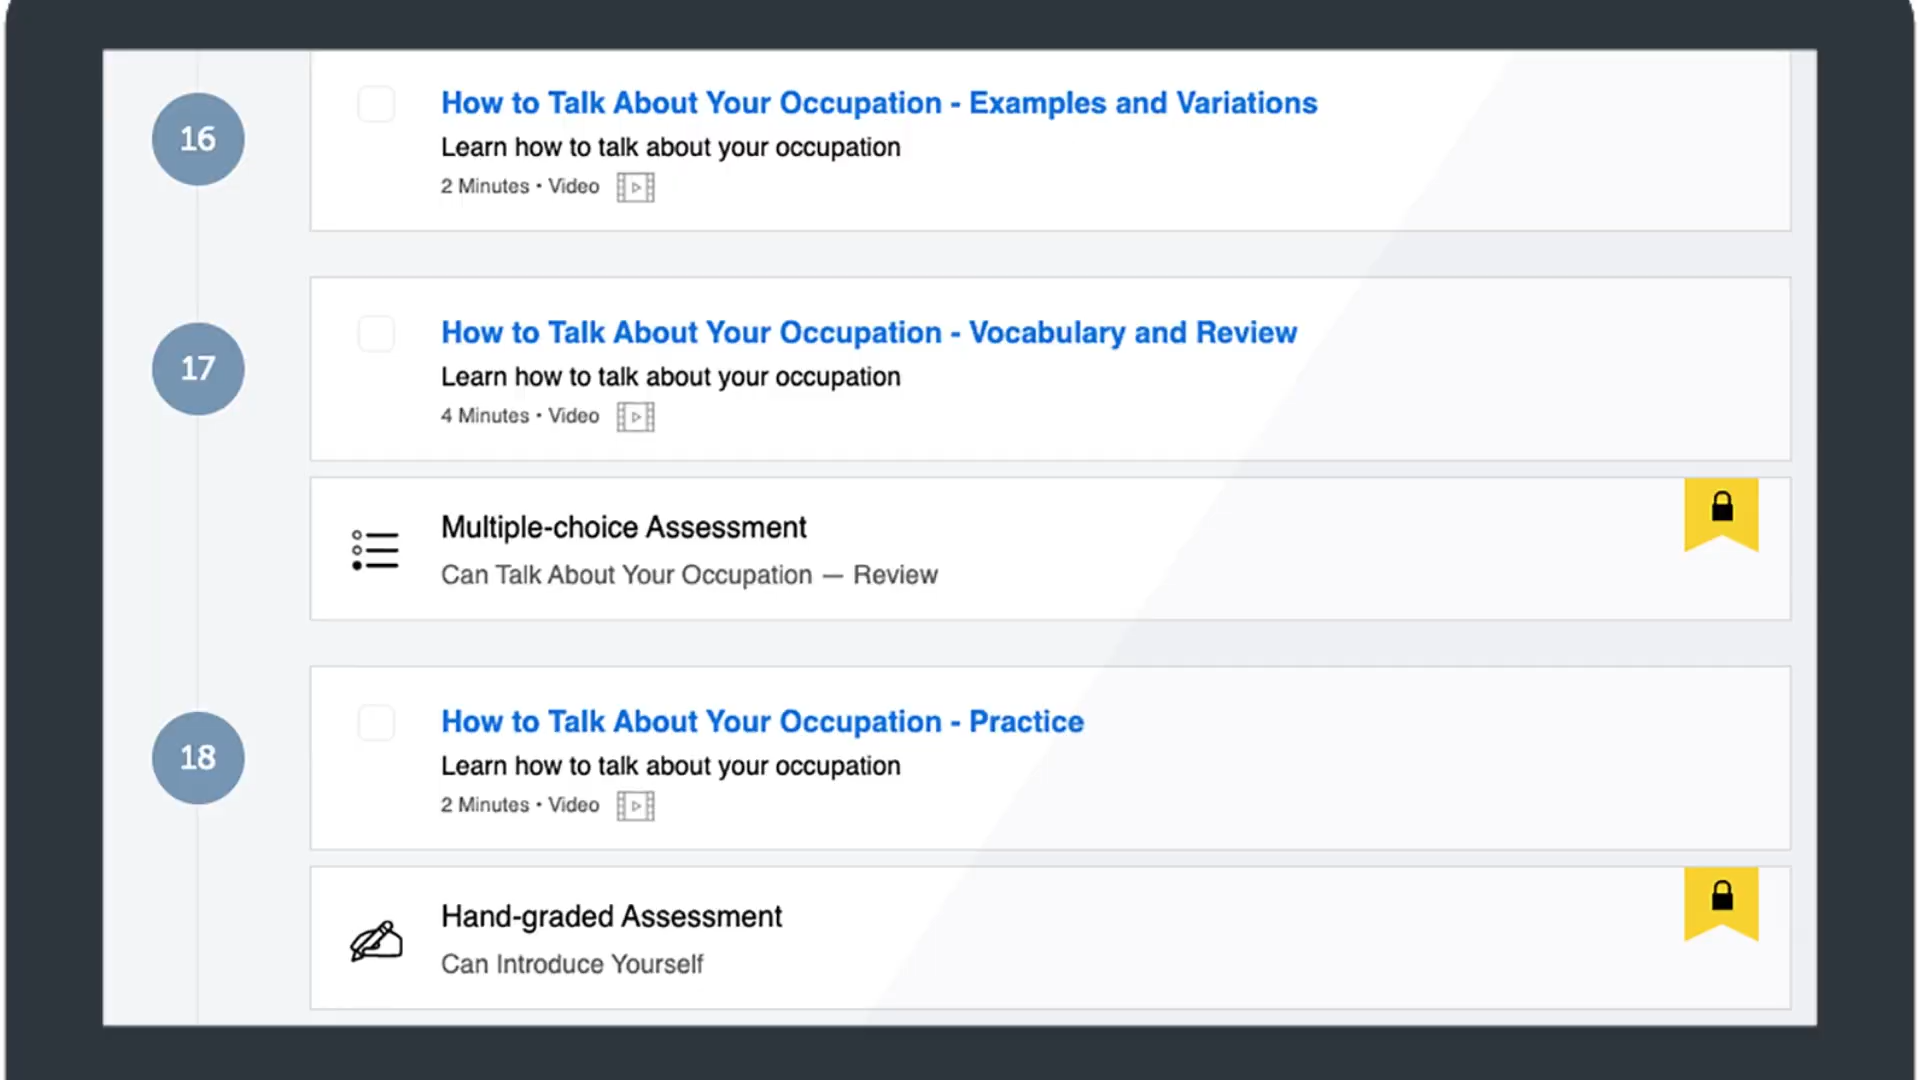 16
How to Talk About Your Occupation - Examples and Variations
Learn how to talk about your occupation
2 Minutes • Video
17
How to Talk About Your Occupation - Vocabulary and Review
Learn how to talk about your occupation
4 Minutes • Video
Multiple-choice Assessment
Can Talk About Your Occupation — Review
18
How to Talk About Your Occupation - Practice
Learn how to talk about your occupation
2 Minutes • Video
Hand-graded Assessment
Can Introduce Yourself